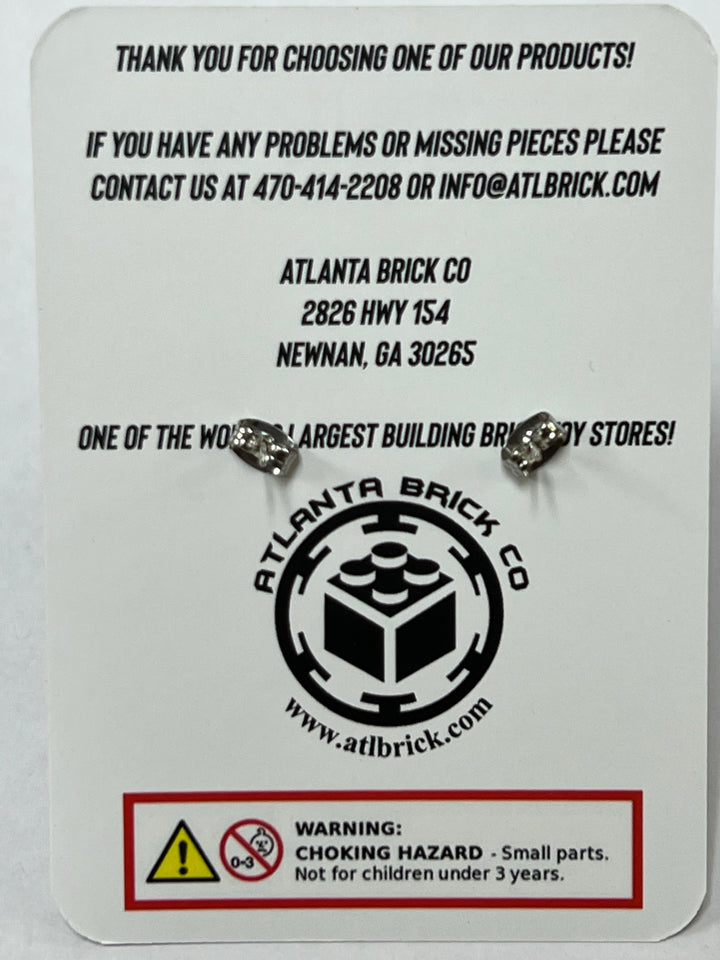 THANK YOU FOR CHOOSING ONE OF OUR PRODUCTS!
IF YOU HAVE ANY PROBLEMS OR MISSING PIECES PLEASE
CONTACT US AT 470-414-2208 OR INFO@ATLBRICK.COM
ATLANTA BRICK CO
2826 HWY 154
NEWNAN, GA 30265
ONE OF THE LARGEST BUILDING STORES!
ATLANTA BRICK CO
www.atlbrick.com
WARNING:
0-3
CHOKING HAZARD - Small parts.
Not for children under 3 years.